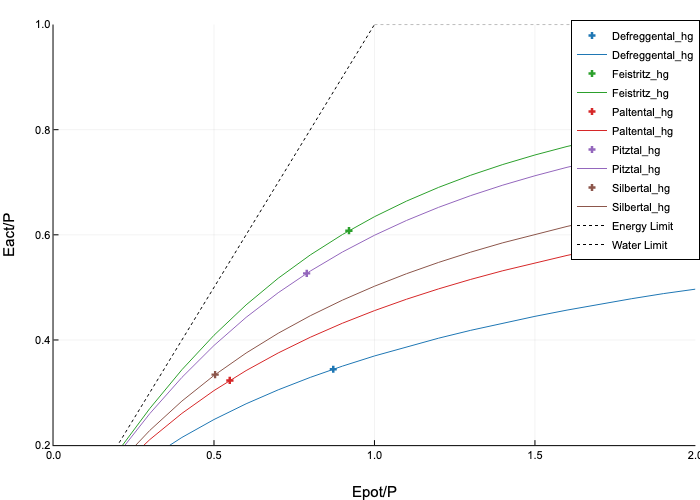 1.0
0.8
0.6
0.4
0.2
Eact/P
0.0
0.5
1.0
1.5
2.0
Epot/P
Defreggental_hg
Defreggental_hg
Feistritz_hg
Feistritz_hg
Paltental_hg
Paltental_hg
Pitztal_hg
Pitztal_hg
Silbertal_hg
Silbertal_hg
Energy Limit
Water Limit